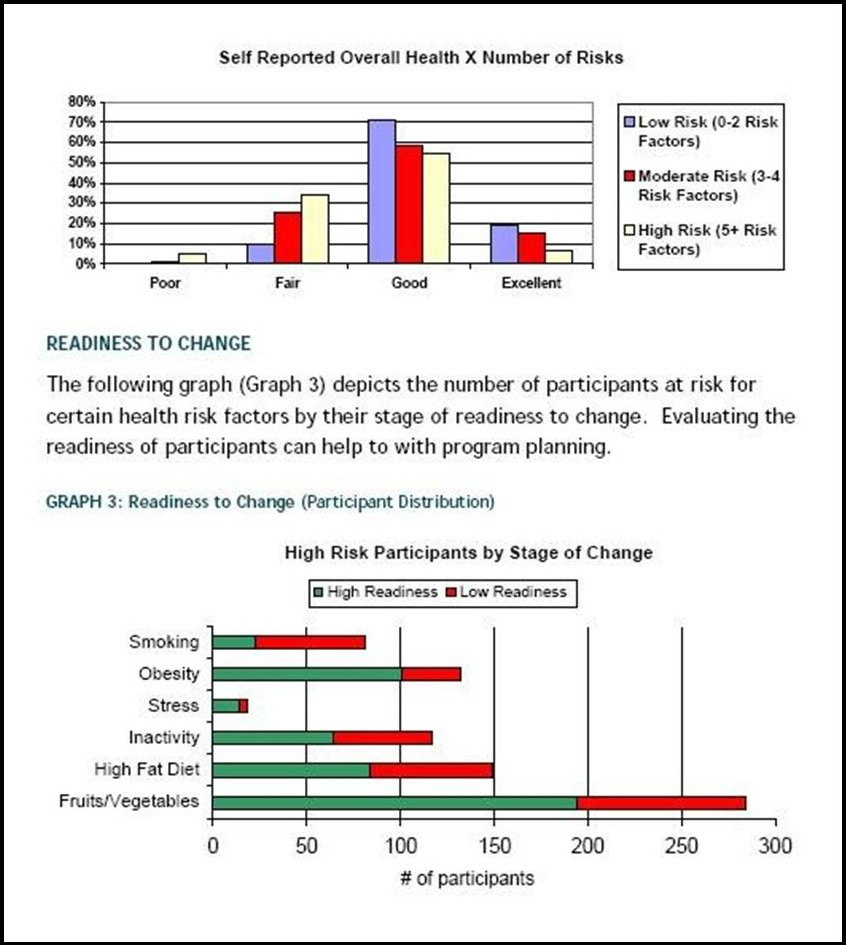 Self Reported Overall Health X Number of Risks
80%
70%
60%
50%
40%
30%
20%
10%
0%
Poor Fair Good Excellent
Low Risk (0-2 Risk
Factors)
Moderate Risk (3-4
Risk Factors)
High Risk (5+ Risk
Factors)
READINESS TO CHANGE
The following graph (Graph 3) depicts the number of participants at risk for
certain health risk factors by their stage of readiness to change. Evaluating the
readiness of participants can help to with program planning.
GRAPH 3: Readiness to Change (Participant Distribution)
High Risk Participants by Stage of Change
High Readiness Low Readiness
Smoking
Obesity
Stress
Inactivity
High Fat Diet
Fruits/Vegetables
0 50 100 150 200 250 300
# of participants